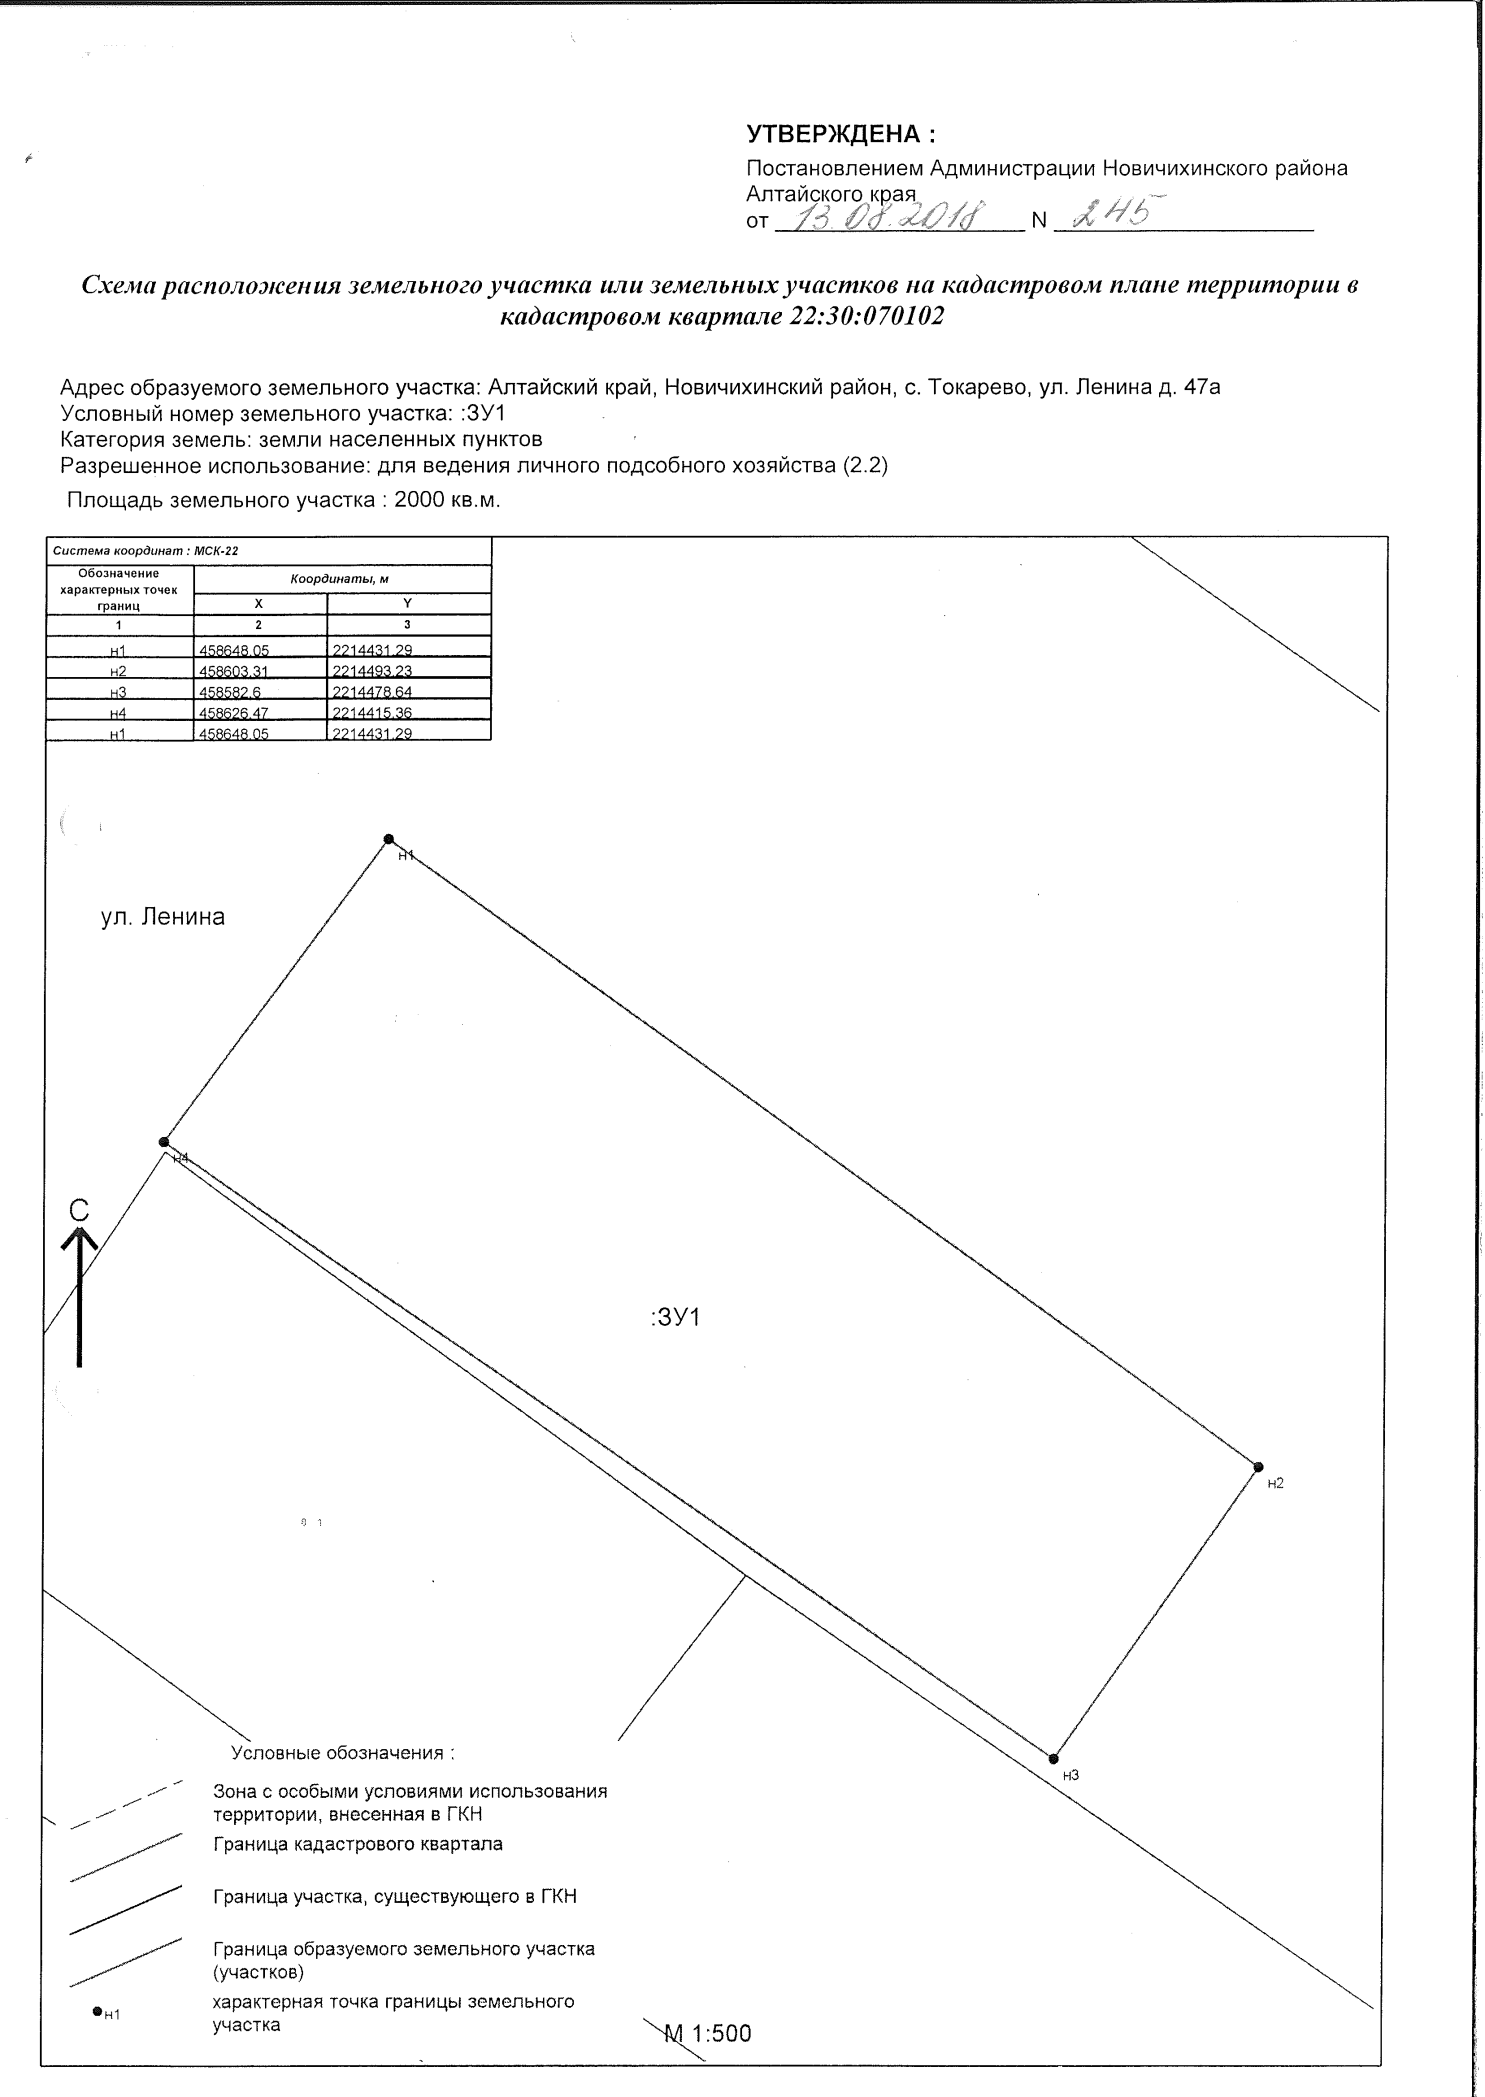 УТВЕРЖДЕНА :
Постановлением Администрации Новичихинского района
Алтайского края
от 13.08.2018 N 245
Схема расположения земельного участка или земельных участков на кадастровом плане территории в
кадастровом квартале 22:30:070102
Адрес образуемого земельного участка: Алтайский край, Новичихинский район, с. Токарево, ул. Ленина д. 47а
Условный номер земельного участка: :ЗУ1
Категория земель: земли населенных пунктов
Разрешенное использование: для ведения личного подсобного хозяйства (2.2)
Площадь земельного участка : 2000 кв.м.
Система координат : МСК-22
Обозначение
характерных точек
границ
Координаты, м
X Y
1 2 3
н1 458648.05 2214431.29
н2 458603.31 2214493.23
н3 458582.6 2214478.64
н4 458626.47 2214415.36
н1 458648.05 2214431.29
н1
ул. Ленина
н4
С
:ЗУ1
н2
н3
Условные обозначения :
Зона с особыми условиями использования
территории, внесенная в ГКН
Граница кадастрового квартала
Граница участка, существующего в ГКН
Граница образуемого земельного участка
(участков)
н1
характерная точка границы земельного
участка
М 1:500